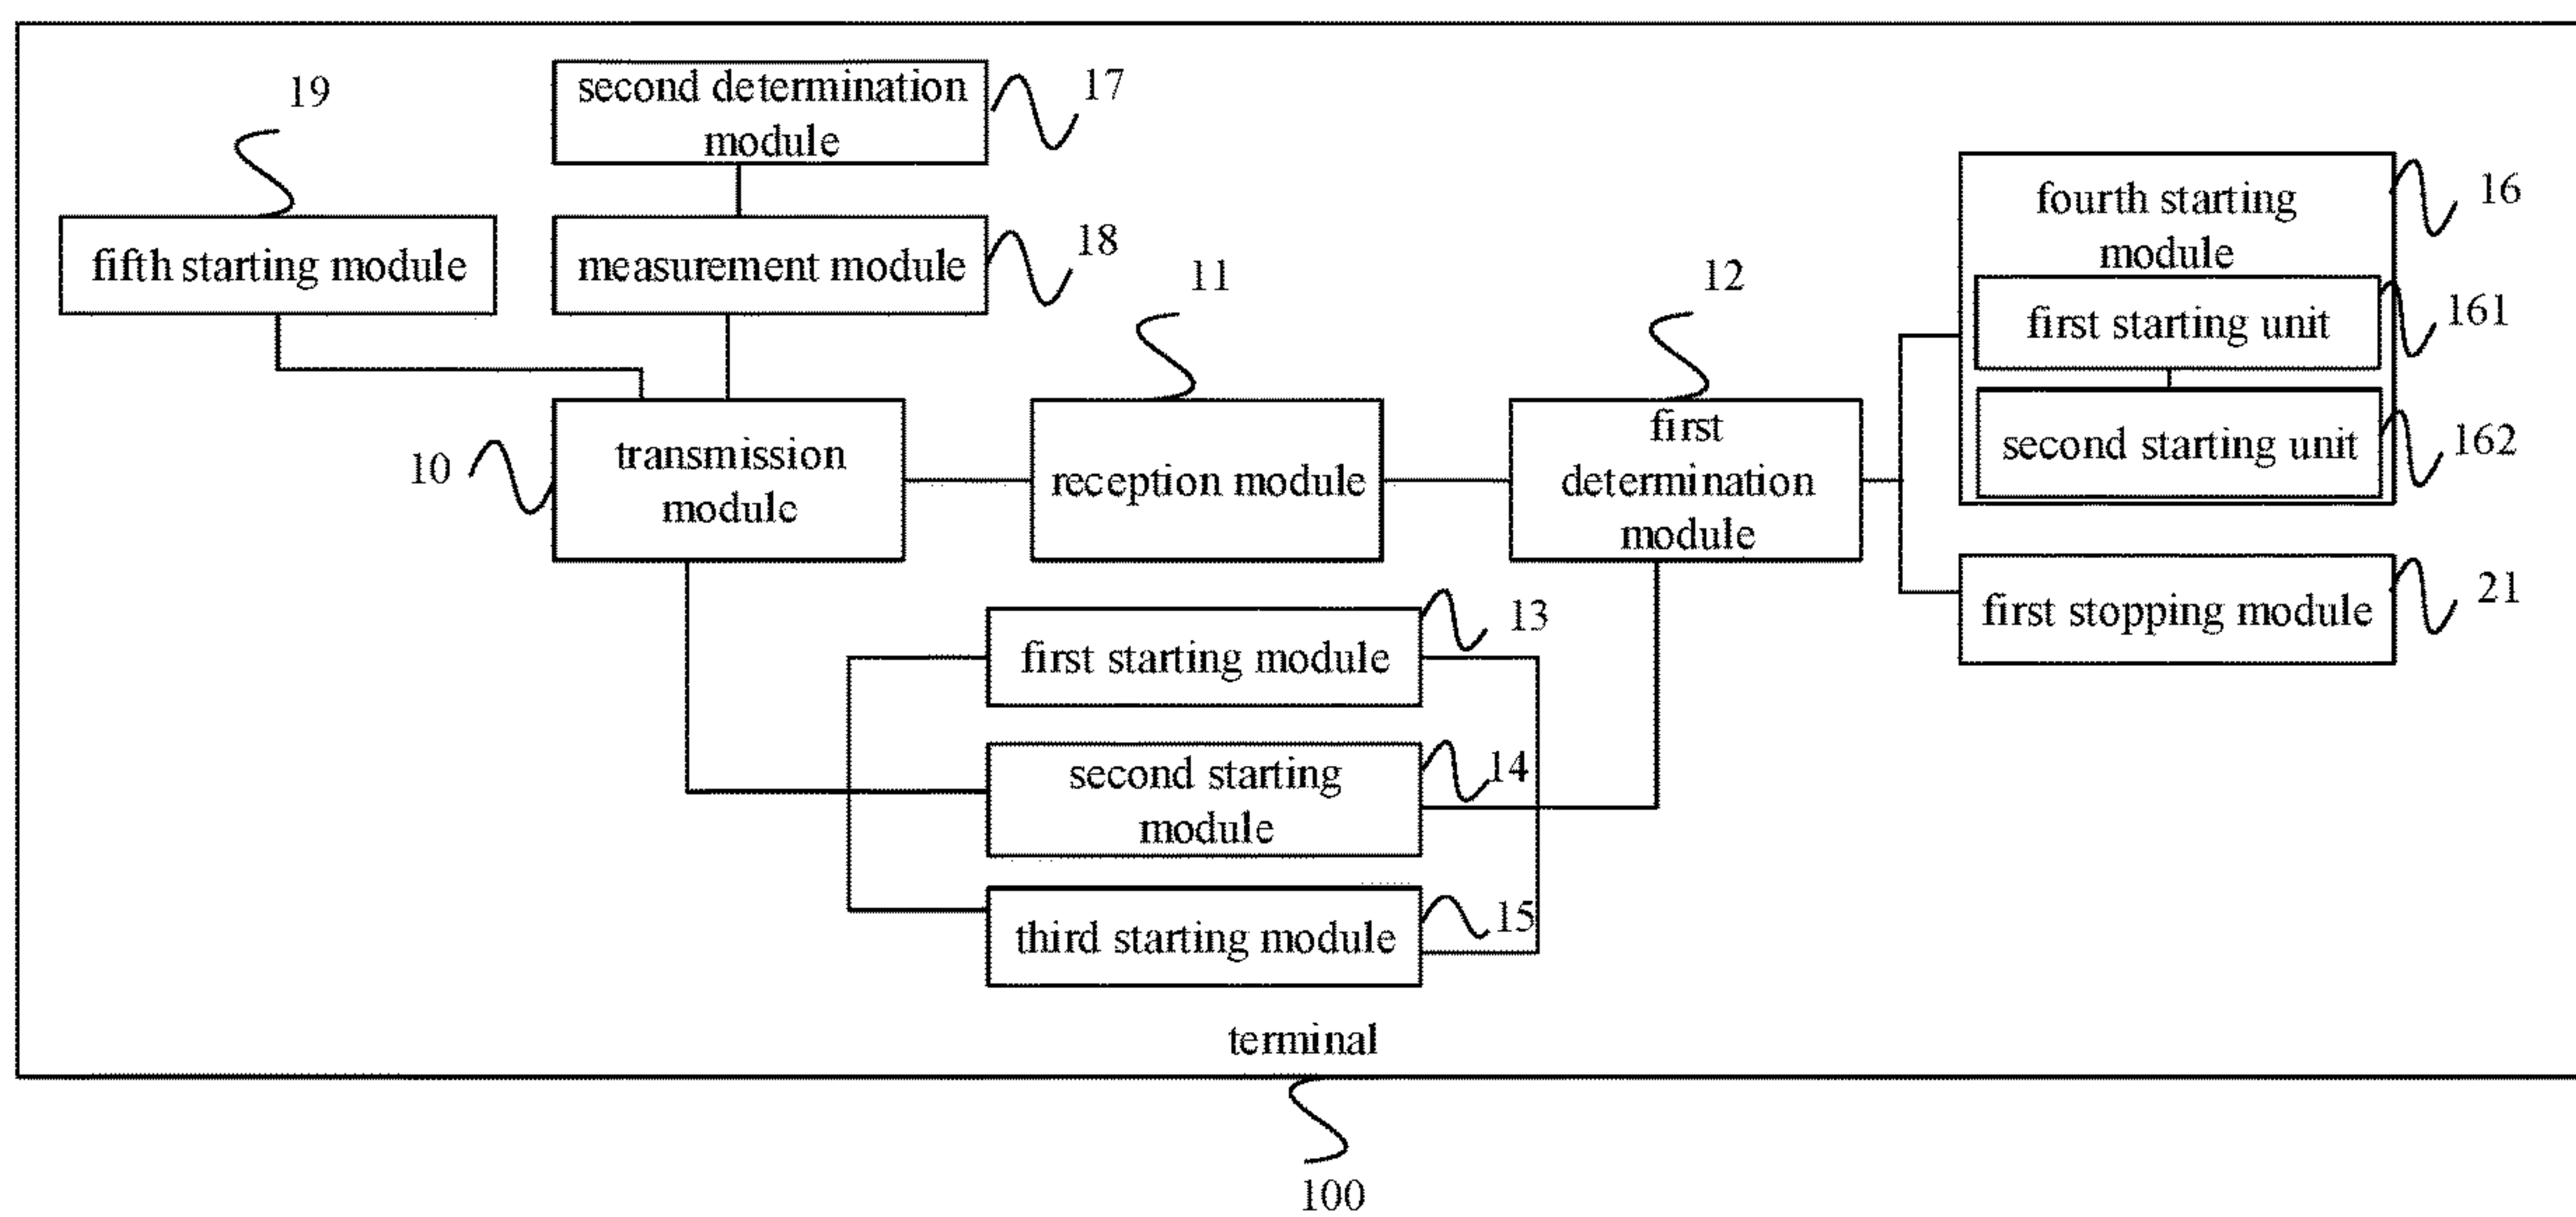 19
second determination
module
17
fifth starting module
measurement module
18
11
12
fourth starting
module
16
first starting unit
161
second starting unit
162
10
transmission
module
reception module
first
determination
module
first stopping module
21
first starting module
13
second starting
module
14
third starting module
15
terminal
100